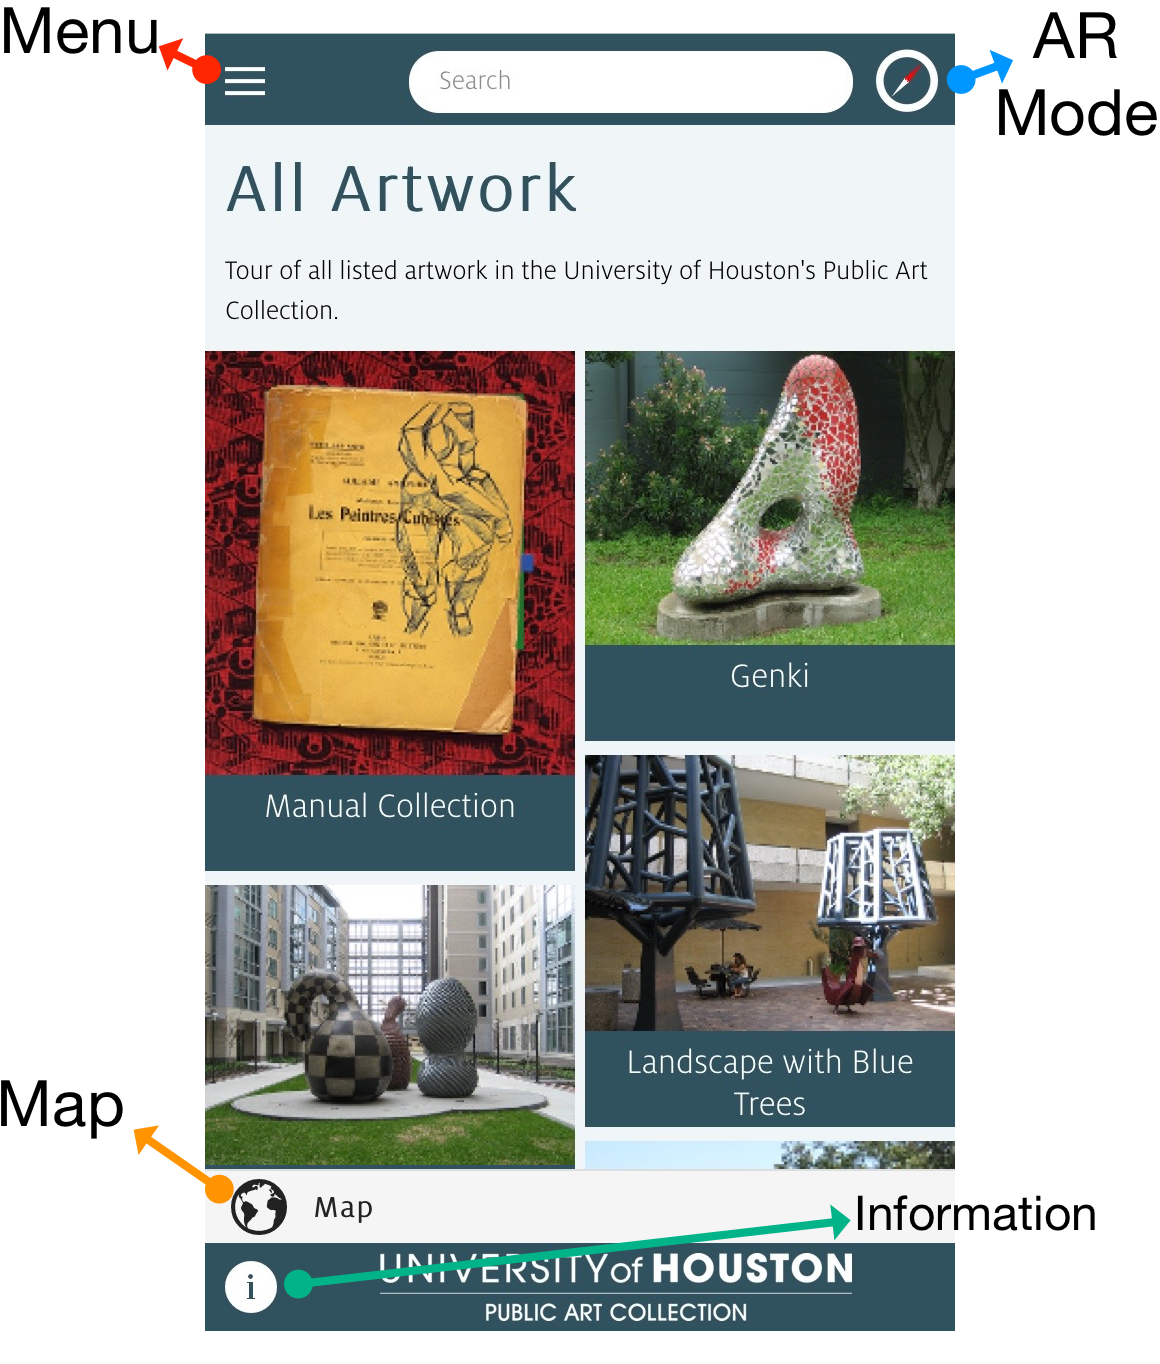 Menu
AR
Mode
Search
All Artwork
Tour of all listed artwork in the University of Houston's Public Art
Collection.
Les Peintres Cubistes
Genki
Manual Collection
Landscape with Blue
Trees
Map
Map
Information
i
UNIVERSITY of HOUSTON
PUBLIC ART COLLECTION